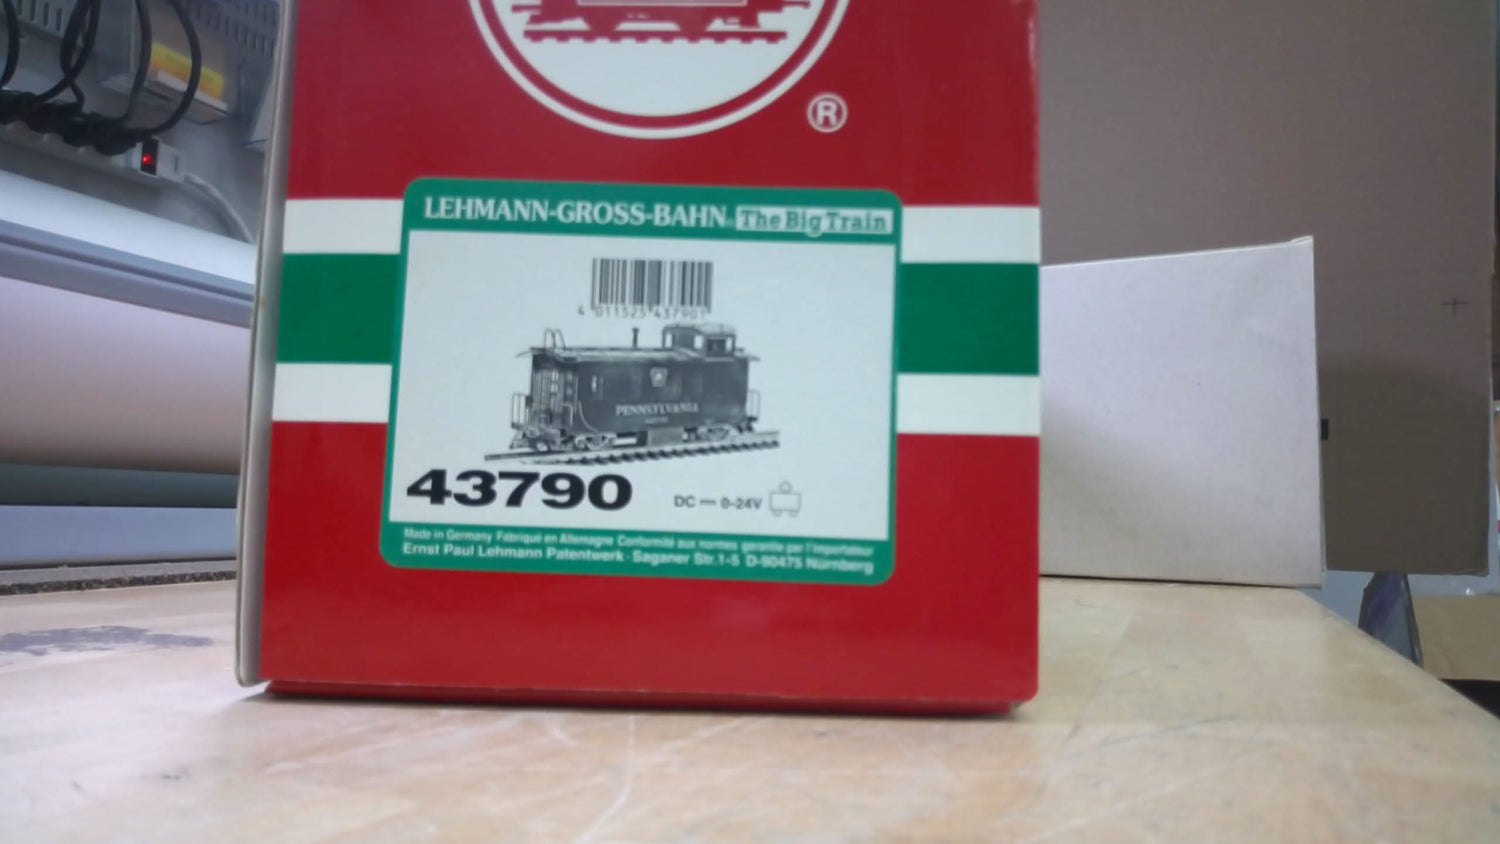 ®
LEHMANN-GROSS-BAHN® The Big Train
4 011525 437901
PENNSYLVANIA
43790
DC — 0-24V
Made in Germany Fabriqué en Allemagne Conformité aux normes garantie par l'importateur
Ernst Paul Lehmann Patentwerk · Saganer Str.1-5 D-90475 Nürnberg